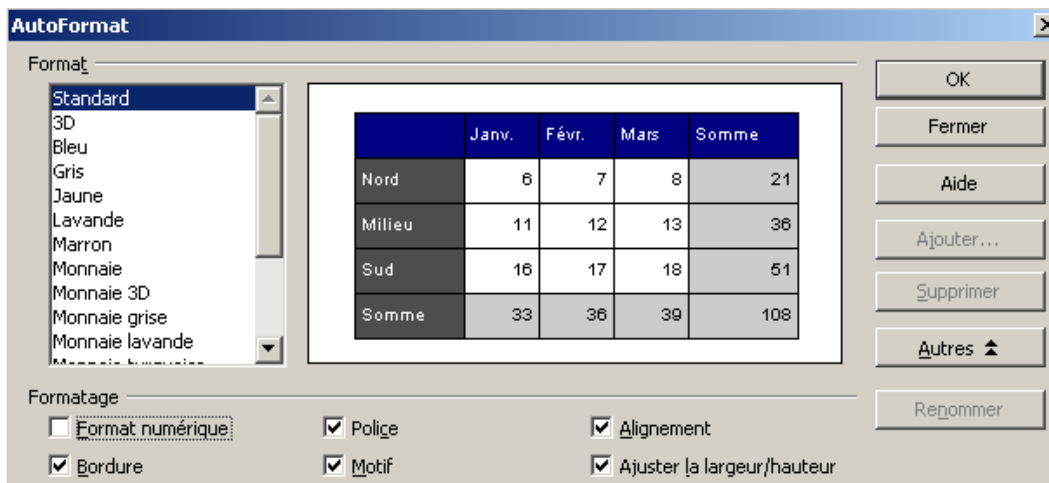 AutoFormat
Format
Standard
3D
Bleu
Gris
Jaune
Lavande
Marron
Monnaie
Monnaie 3D
Monnaie grise
Monnaie lavande
Janv. Févr. Mars Somme
Nord 6 7 8 21
Milieu 11 12 13 36
Sud 16 17 18 51
Somme 33 36 39 108
OK
Fermer
Aide
Ajouter...
Supprimer
Autres
Renommer
Formatage
Format numérique Police Alignement
Bordure Motif Ajuster la largeur/hauteur